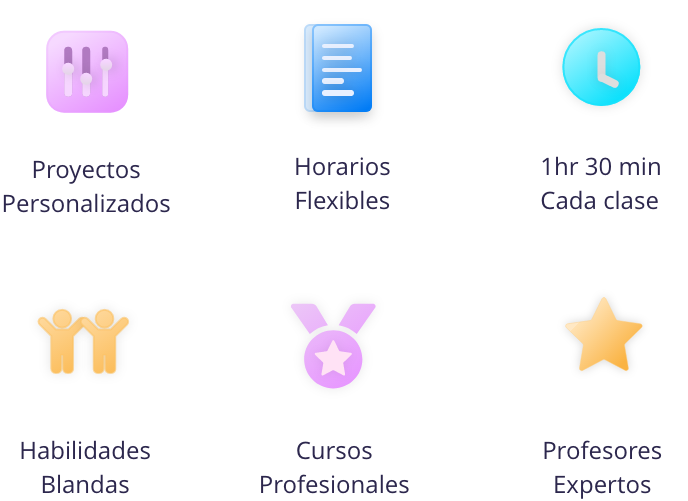 Proyectos
Personalizados
Horarios
Flexibles
1hr 30 min
Cada clase
Habilidades
Blandas
Cursos
Profesionales
Profesores
Expertos